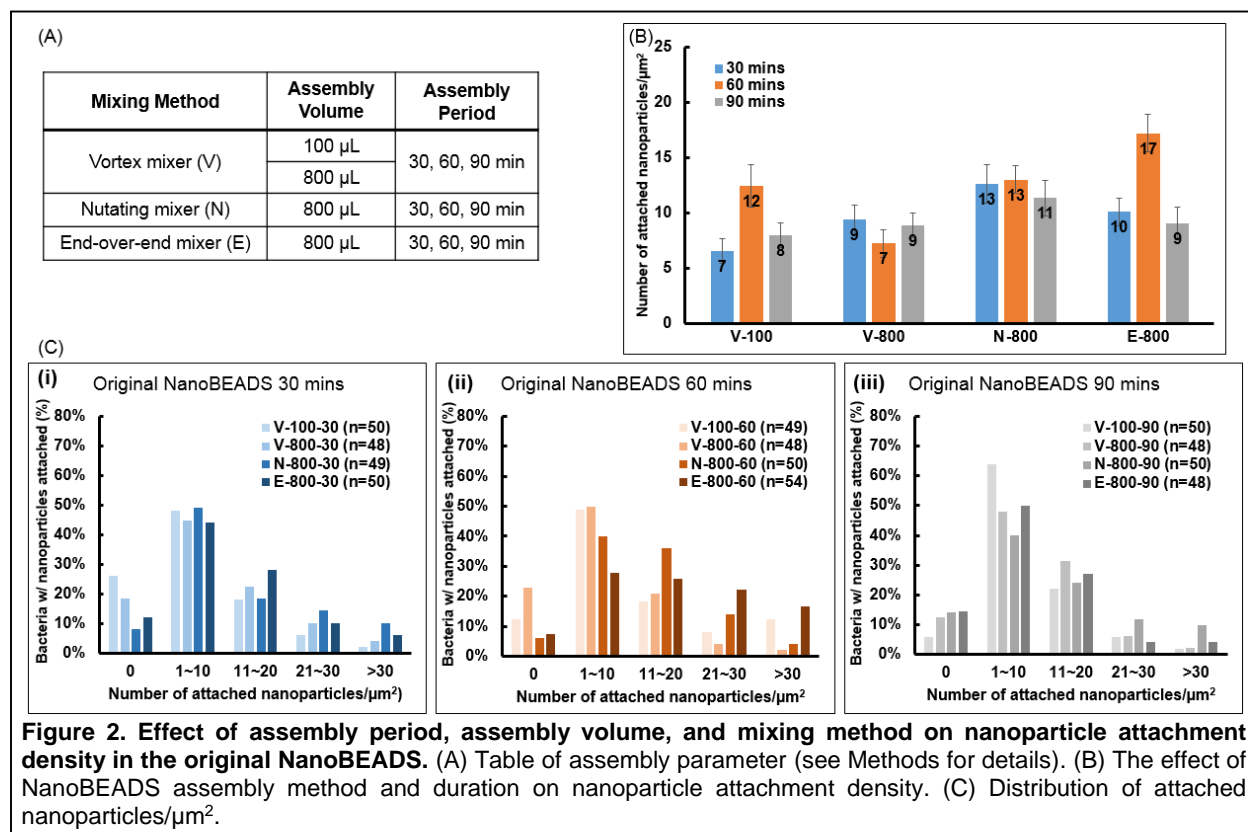 (A)
Mixing Method
Assembly
Volume
Assembly
Period
Vortex mixer (V)
100 µL
800 µL
30, 60, 90 min
Nutating mixer (N)
800 µL
30, 60, 90 min
End-over-end mixer (E)
800 µL
30, 60, 90 min
(B)
Number of attached nanoparticles/µm²
25
20
15
10
5
0
30 mins
60 mins
90 mins
7
12
8
9
7
9
13
13
11
10
17
9
V-100
V-800
N-800
E-800
(C)
(i)
Original NanoBEADS 30 mins
Bacteria w/ nanoparticles attached (%)
80%
70%
60%
50%
40%
30%
20%
10%
0%
V-100-30 (n=50)
V-800-30 (n=48)
N-800-30 (n=49)
E-800-30 (n=50)
0
1~10
11~20
21~30
>30
Number of attached nanoparticles/µm²)
(ii)
Original NanoBEADS 60 mins
Bacteria w/ nanoparticles attached (%)
80%
70%
60%
50%
40%
30%
20%
10%
0%
V-100-60 (n=49)
V-800-60 (n=48)
N-800-60 (n=50)
E-800-60 (n=54)
0
1~10
11~20
21~30
>30
Number of attached nanoparticles/µm²
(iii)
Original NanoBEADS 90 mins
Bacteria w/ nanoparticles attached (%)
80%
70%
60%
50%
40%
30%
20%
10%
0%
V-100-90 (n=50)
V-800-90 (n=48)
N-800-90 (n=50)
E-800-90 (n=48)
0
1~10
11~20
21~30
>30
Number of attached nanoparticles/µm²
Figure 2. Effect of assembly period, assembly volume, and mixing method on nanoparticle attachment
density in the original NanoBEADS. (A) Table of assembly parameter (see Methods for details). (B) The effect of
NanoBEADS assembly method and duration on nanoparticle attachment density. (C) Distribution of attached
nanoparticles/µm².